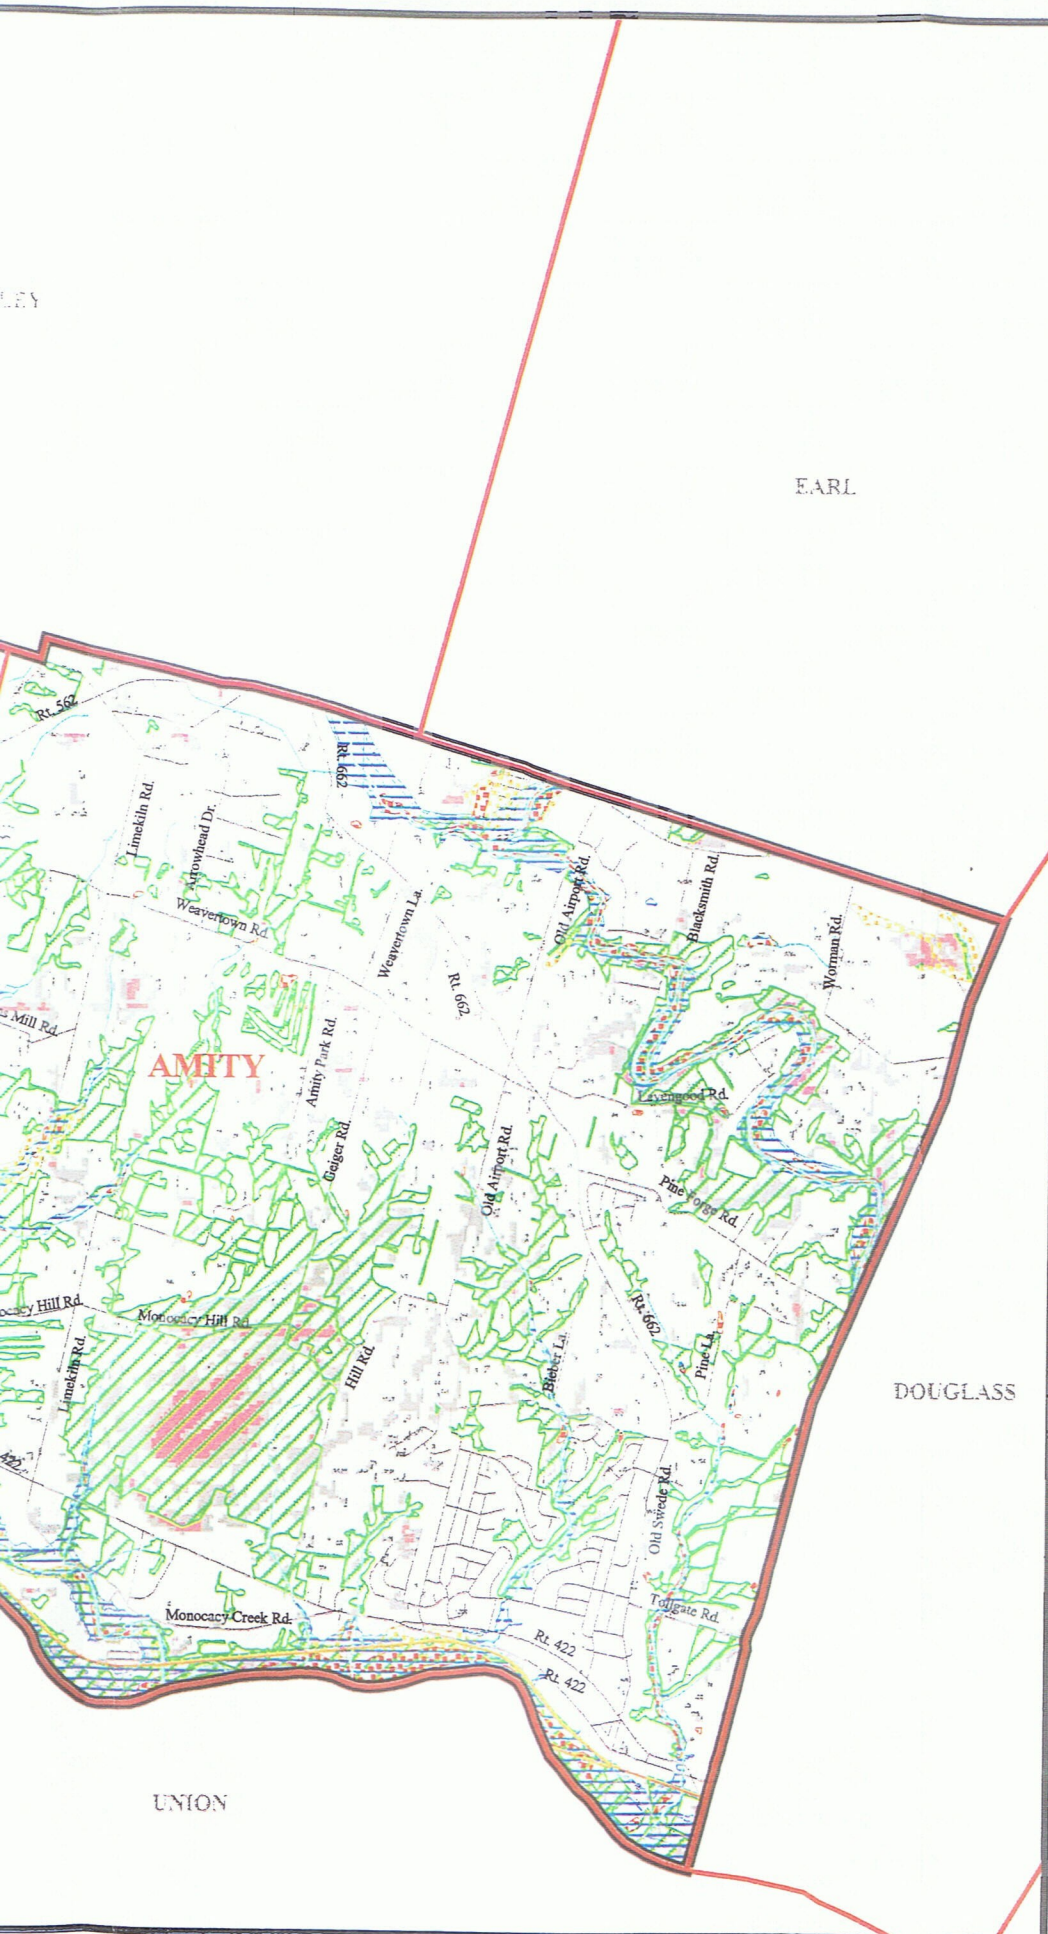 LEY
EARL
Rt. 562
Rt. 662
Limekiln Rd.
Arrowhead Dr.
Old Airport Rd.
Blacksmith Rd.
Weavertown Rd.
Weavertown La.
Worman Rd.
Rt. 662
Mill Rd.
AMITY
Amity Park Rd.
Levengood Rd.
Geiger Rd.
Old Airport Rd.
Pine Forge Rd.
ocacy Hill Rd.
Monocacy Hill Rd.
Rt. 662
Limekiln Rd.
Hill Rd.
Bieber La.
Pine La.
DOUGLASS
422
Old Swede Rd.
Monocacy Creek Rd.
Tollgate Rd.
Rt. 422
Rt. 422
UNION